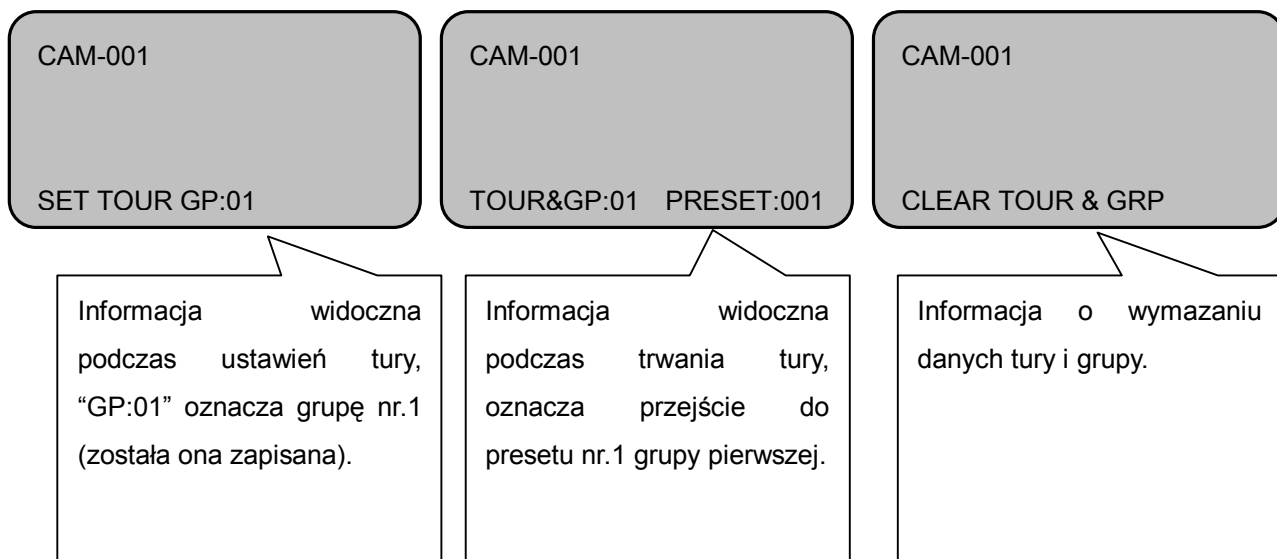 CAM-001
SET TOUR GP:01
CAM-001
TOUR&GP:01 PRESET:001
CAM-001
CLEAR TOUR & GRP
Informacja widoczna
podczas ustawień tury,
“GP:01” oznacza grupę nr.1
(została ona zapisana).
Informacja widoczna
podczas trwania tury,
oznacza przejście do
presetu nr.1 grupy pierwszej.
Informacja o wymazaniu
danych tury i grupy.